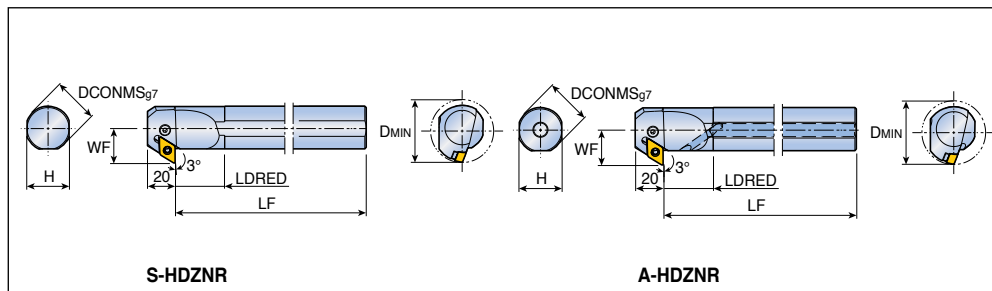 DCONMSg7
WF
H
20
3°
LDRED
LF
DMIN
S-HDZNR
DCONMSg7
WF
H
20
3°
LDRED
LF
DMIN
A-HDZNR